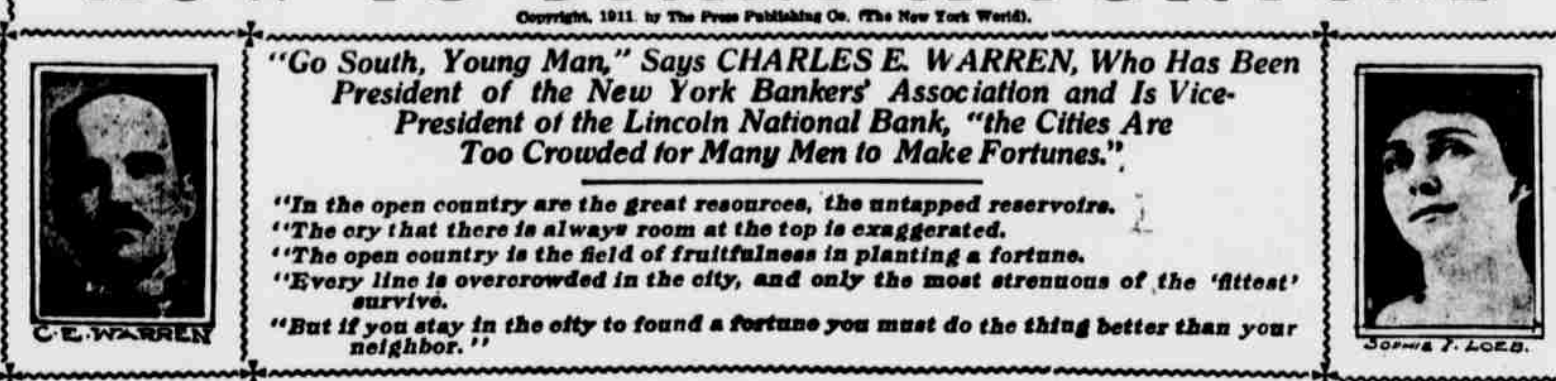 Copyright, 1911, by The Press Publishing Co. (The New York World).
"Go South, Young Man," Says CHARLES E. WARREN, Who Has Been
President of the New York Bankers' Association and Is Vice-
President of the Lincoln National Bank, "the Cities Are
Too Crowded for Many Men to Make Fortunes."
"In the open country are the great resources, the untapped reservoirs.
"The cry that there is always room at the top is exaggerated.
"The open country is the field of fruitfulness in planting a fortune.
"Every line is overcrowded in the city, and only the most strenuous of the 'fittest'
survive.
"But if you stay in the city to found a fortune you must do the thing better than your
neighbor."
C. E. WARREN
SOPHIE I. LOEB.